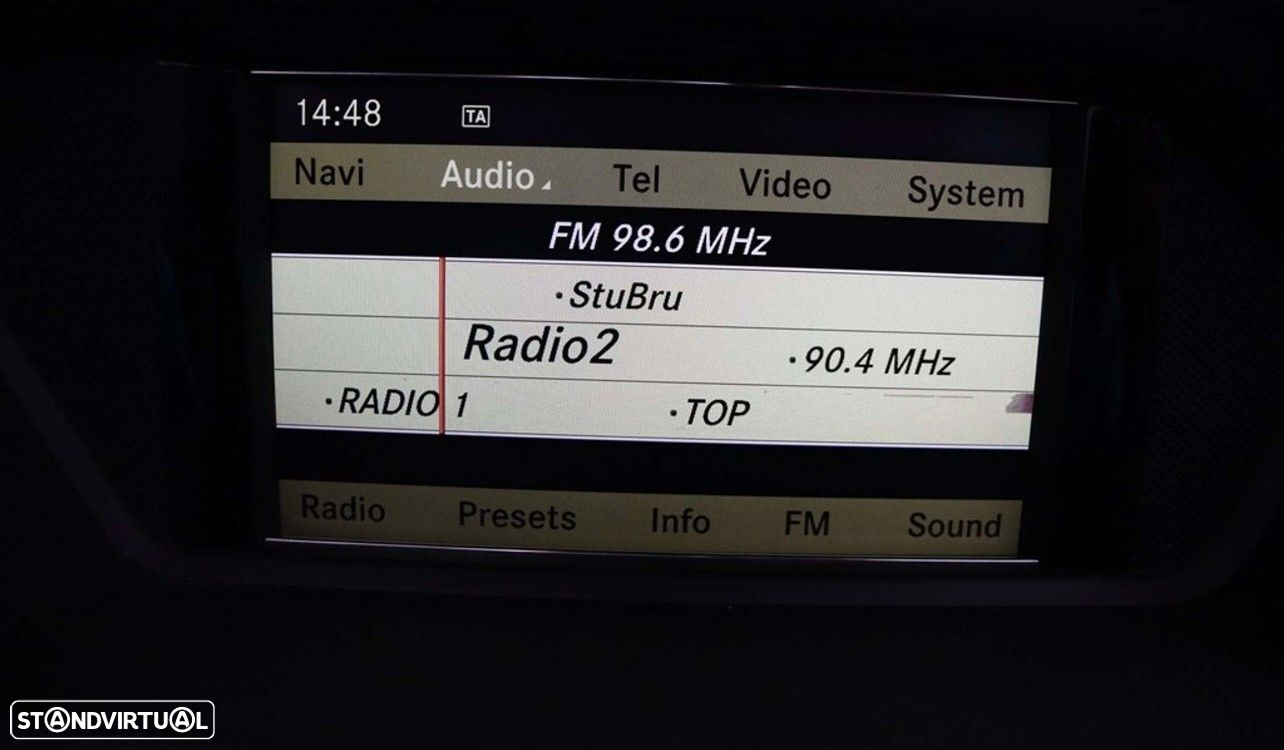 14:48 TA
Navi Audio Tel Video System
FM 98.6 MHz
·StuBru
Radio2 ·90.4 MHz
·RADIO 1 ·TOP
Radio Presets Info FM Sound
STANDVIRTUAL